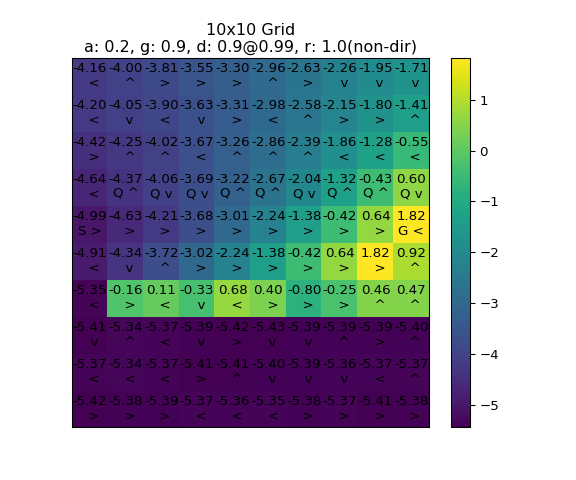 10x10 Grid
a: 0.2, g: 0.9, d: 0.9@0.99, r: 1.0(non-dir)
-4.16 -4.00 -3.81 -3.55 -3.30 -2.96 -2.63 -2.26 -1.95 -1.71
< ^ > > > ^ > v v v
-4.20 -4.05 -3.90 -3.63 -3.31 -2.98 -2.58 -2.15 -1.80 -1.41
< v < v > < ^ > > ^
-4.42 -4.25 -4.02 -3.67 -3.26 -2.86 -2.39 -1.86 -1.28 -0.55
> ^ ^ < ^ ^ ^ < < <
-4.64 -4.37 -4.06 -3.69 -3.22 -2.67 -2.04 -1.32 -0.43 0.60
< Q ^ Q v Q v Q ^ Q ^ Q v Q ^ Q ^ Q v
-4.99 -4.63 -4.21 -3.68 -3.01 -2.24 -1.38 -0.42 0.64 1.82
S > > > > > > > > > G <
-4.91 -4.34 -3.72 -3.02 -2.24 -1.38 -0.42 0.64 1.82 0.92
< v ^ > > > > > > ^
-5.35 -0.16 0.11 -0.33 0.68 0.40 -0.80 -0.25 0.46 0.47
< > < v < > > > ^ ^
-5.41 -5.34 -5.37 -5.39 -5.42 -5.43 -5.39 -5.39 -5.39 -5.40
v ^ < v > v v ^ > ^
-5.37 -5.34 -5.37 -5.41 -5.41 -5.40 -5.39 -5.36 -5.37 -5.37
< < < > ^ v v v < ^
-5.42 -5.38 -5.39 -5.37 -5.36 -5.35 -5.38 -5.37 -5.41 -5.38
> > > < < < > > > >
1
0
−1
−2
−3
−4
−5